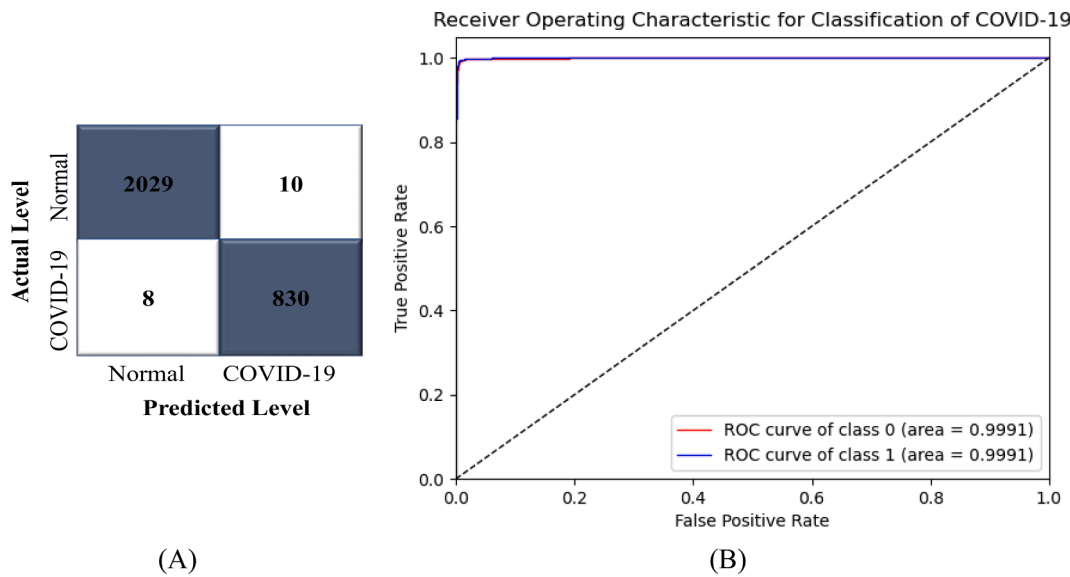 Actual Level
Normal
COVID-19
2029
10
8
830
Normal
COVID-19
Predicted Level
(A)
Receiver Operating Characteristic for Classification of COVID-19
True Positive Rate
1.0
0.8
0.6
0.4
0.2
0.0
ROC curve of class 0 (area = 0.9991)
ROC curve of class 1 (area = 0.9991)
0.0
0.2
0.4
0.6
0.8
1.0
False Positive Rate
(B)